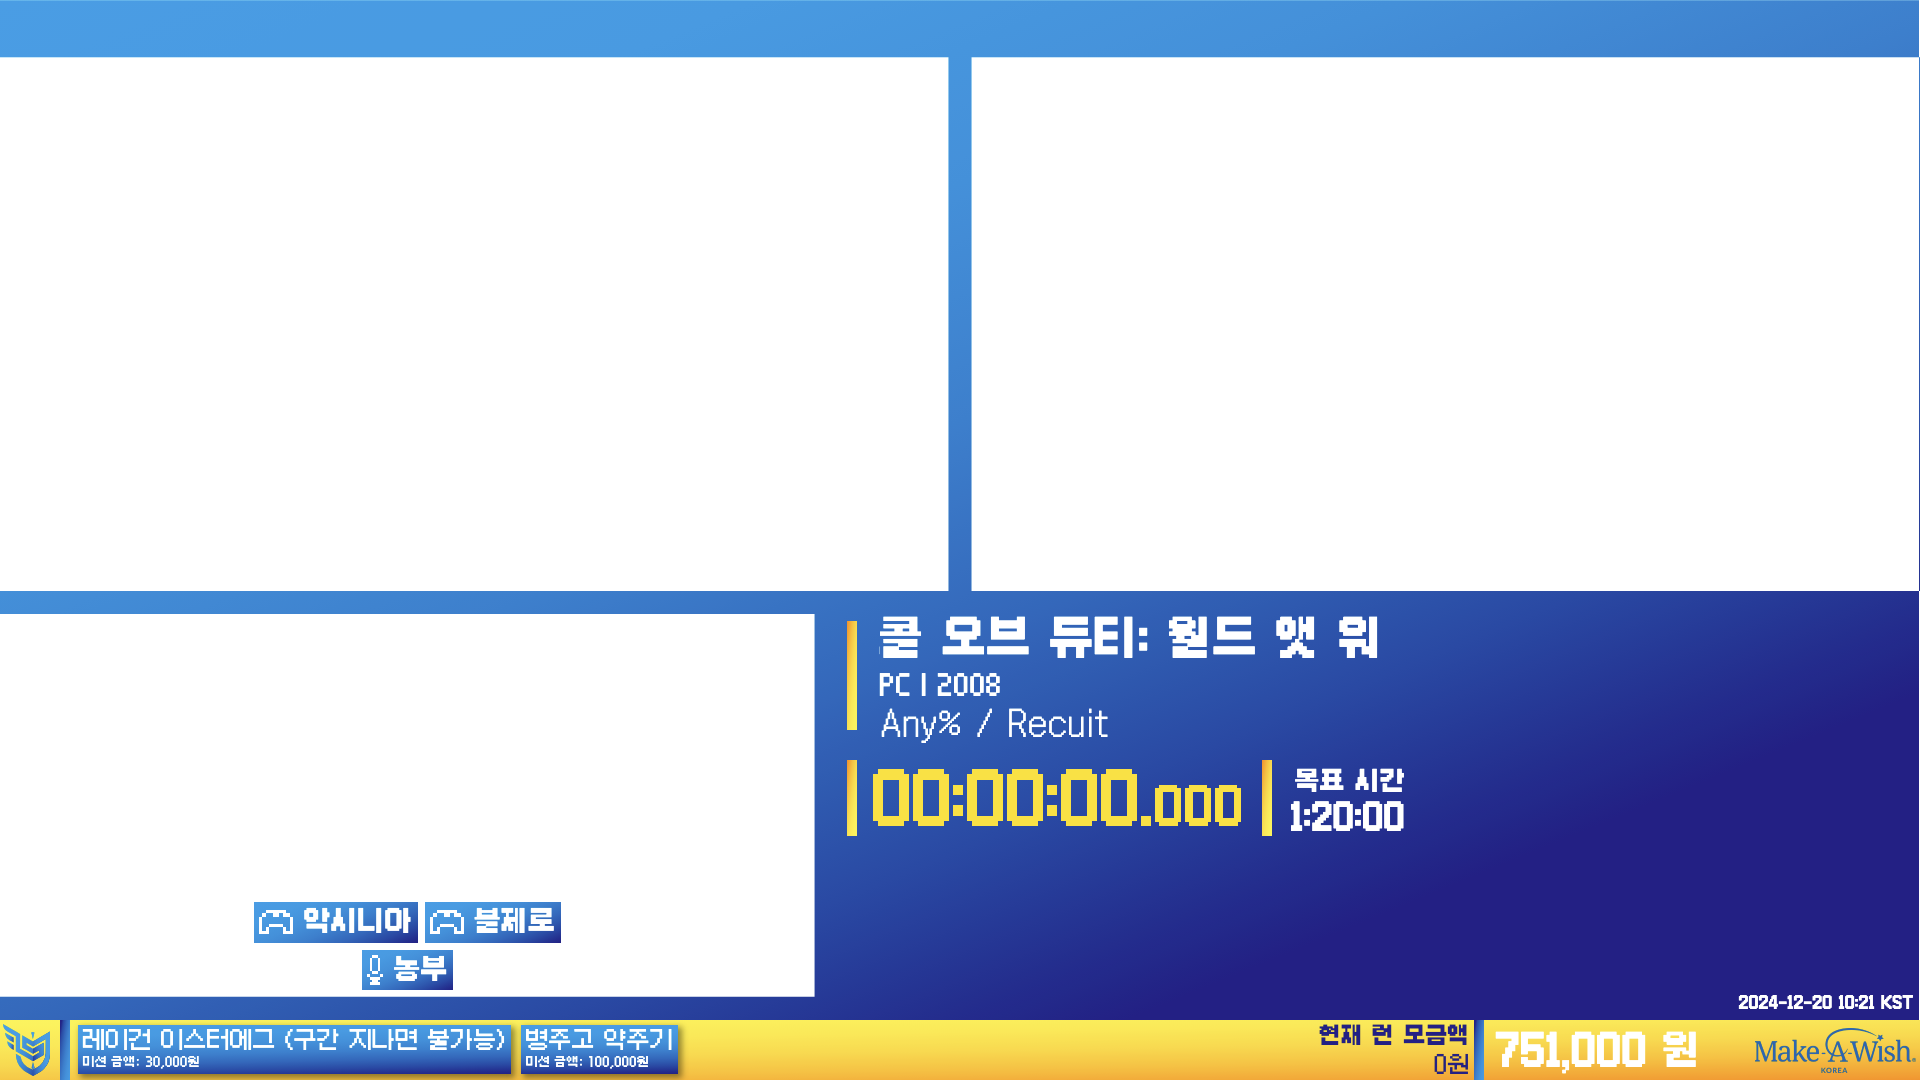 콜 오브 듀티: 월드 앳 워
PC | 2008
Any% / Recuit
00:00:00.000
목표 시간
1:20:00
악시니아
블제로
농부
2024-12-20 10:21 KST
레이건 이스터에그 (구간 지나면 불가능)
미션 금액: 30,000원
병주고 약주기
미션 금액: 100,000원
현재 런 모금액
0원
751,000 원
Make-A-Wish.
KOREA